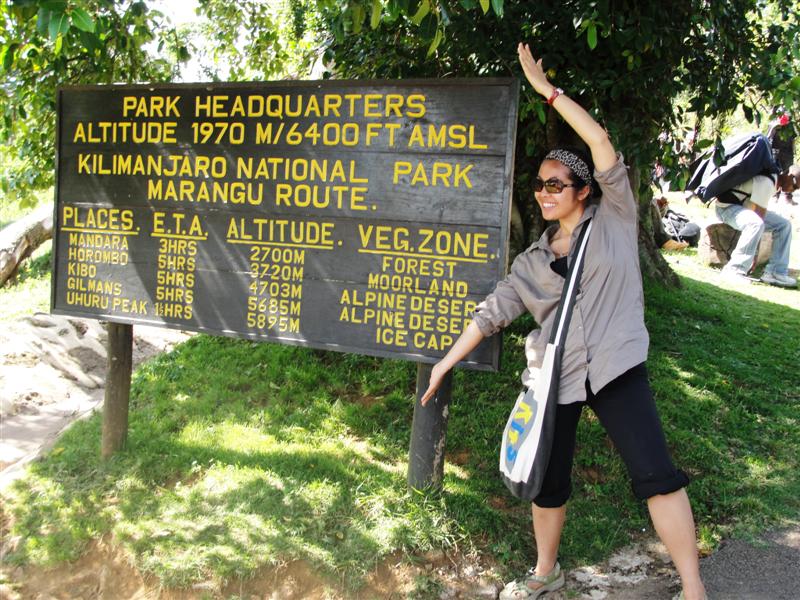 PARK HEADQUARTERS
ALTITUDE 1970 M/6400 FT AMSL
KILIMANJARO NATIONAL PARK
MARANGU ROUTE.
PLACES. E.T.A. ALTITUDE. VEG.ZONE.
MANDARA 3HRS 2700M FOREST
HOROMBO 5HRS 3720M MOORLAND
KIBO 5HRS 4703M ALPINE DESER
GILMANS 5HRS 5685M ALPINE DESER
UHURU PEAK 1½HRS 5895M ICE CAP